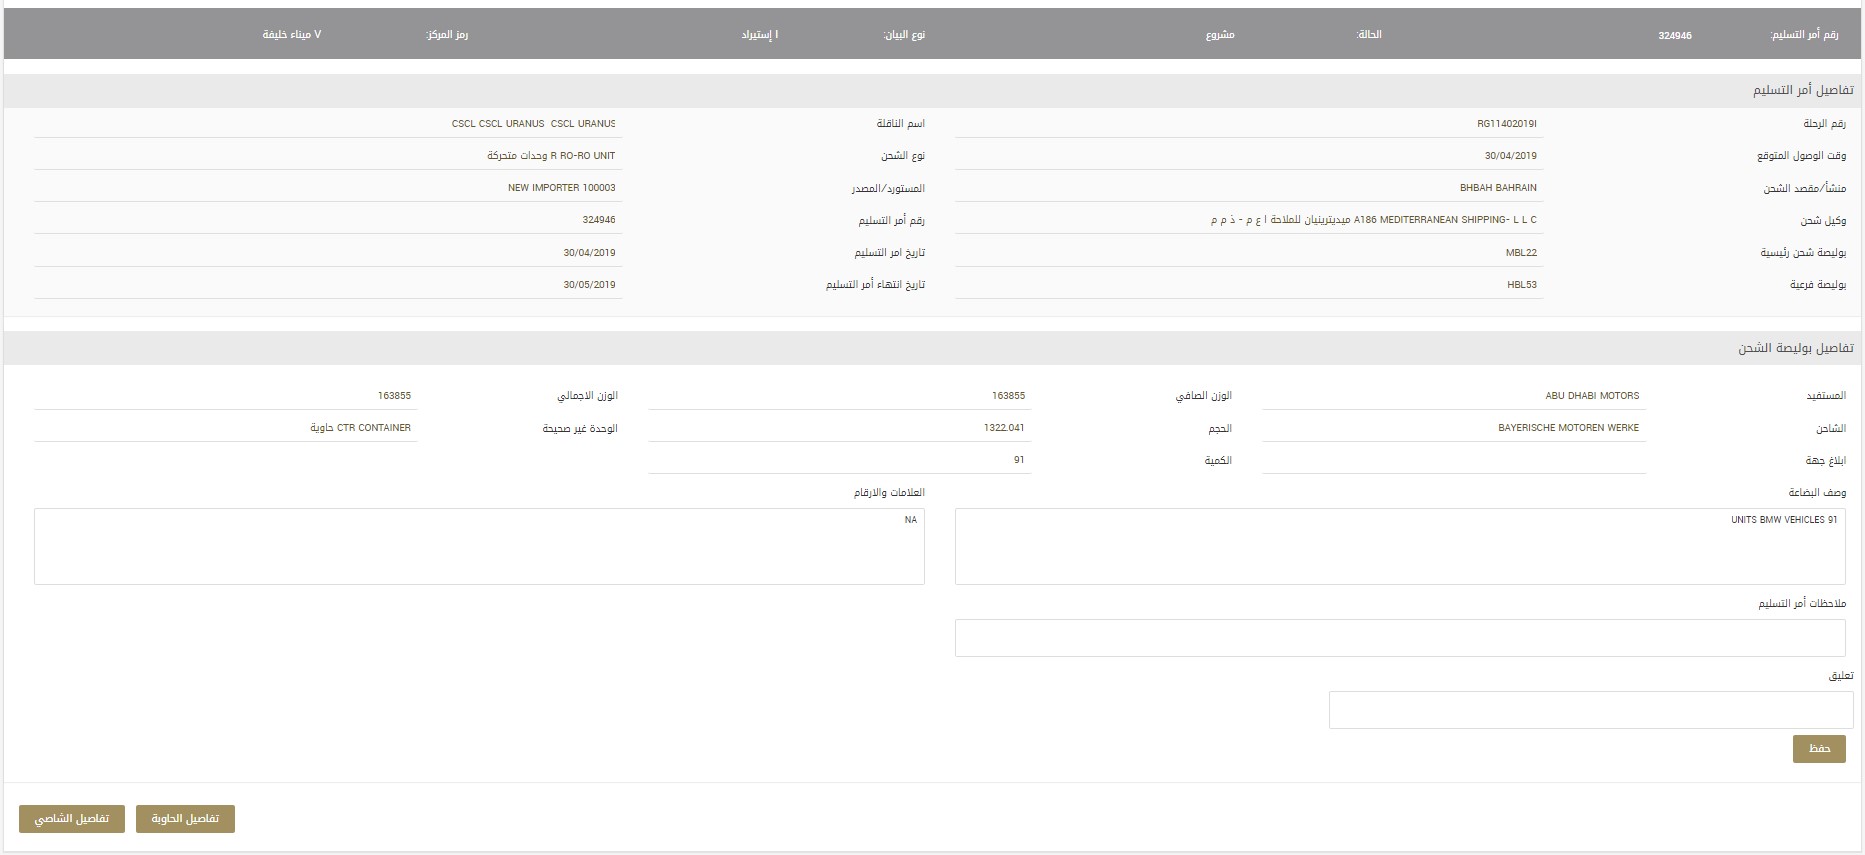 رقم أمر التسليم: 324946 الحالة: مشروع نوع البيان: I إستيراد رمز المركز: V ميناء خليفة
تفاصيل أمر التسليم
رقم الرحلة RG11402019I اسم الناقلة CSCL CSCL URANUS CSCL URANUS
وقت الوصول المتوقع 30/04/2019 نوع الشحن R RO-RO UNIT وحدات متحركة
منشأ/مقصد الشحن BHBAH BAHRAIN المستورد/المصدر NEW IMPORTER 100003
وكيل شحن A186 MEDITERRANEAN SHIPPING- L L C ميديترينيان للملاحة ا ع م - ذ م م رقم أمر التسليم 324946
بوليصة شحن رئيسية MBL22 تاريخ امر التسليم 30/04/2019
بوليصة فرعية HBL53 تاريخ انتهاء أمر التسليم 30/05/2019
تفاصيل بوليصة الشحن
المستفيد ABU DHABI MOTORS الوزن الصافي 163855 الوزن الاجمالي 163855
الشاحن BAYERISCHE MOTOREN WERKE الحجم 1322.041 الوحدة غير صحيحة CTR CONTAINER حاوية
ابلاغ جهة الكمية 91
وصف البضاعة العلامات والارقام
UNITS BMW VEHICLES 91 NA
ملاحظات أمر التسليم
تعليق
حفظ
تفاصيل الحاوية تفاصيل الشاصي